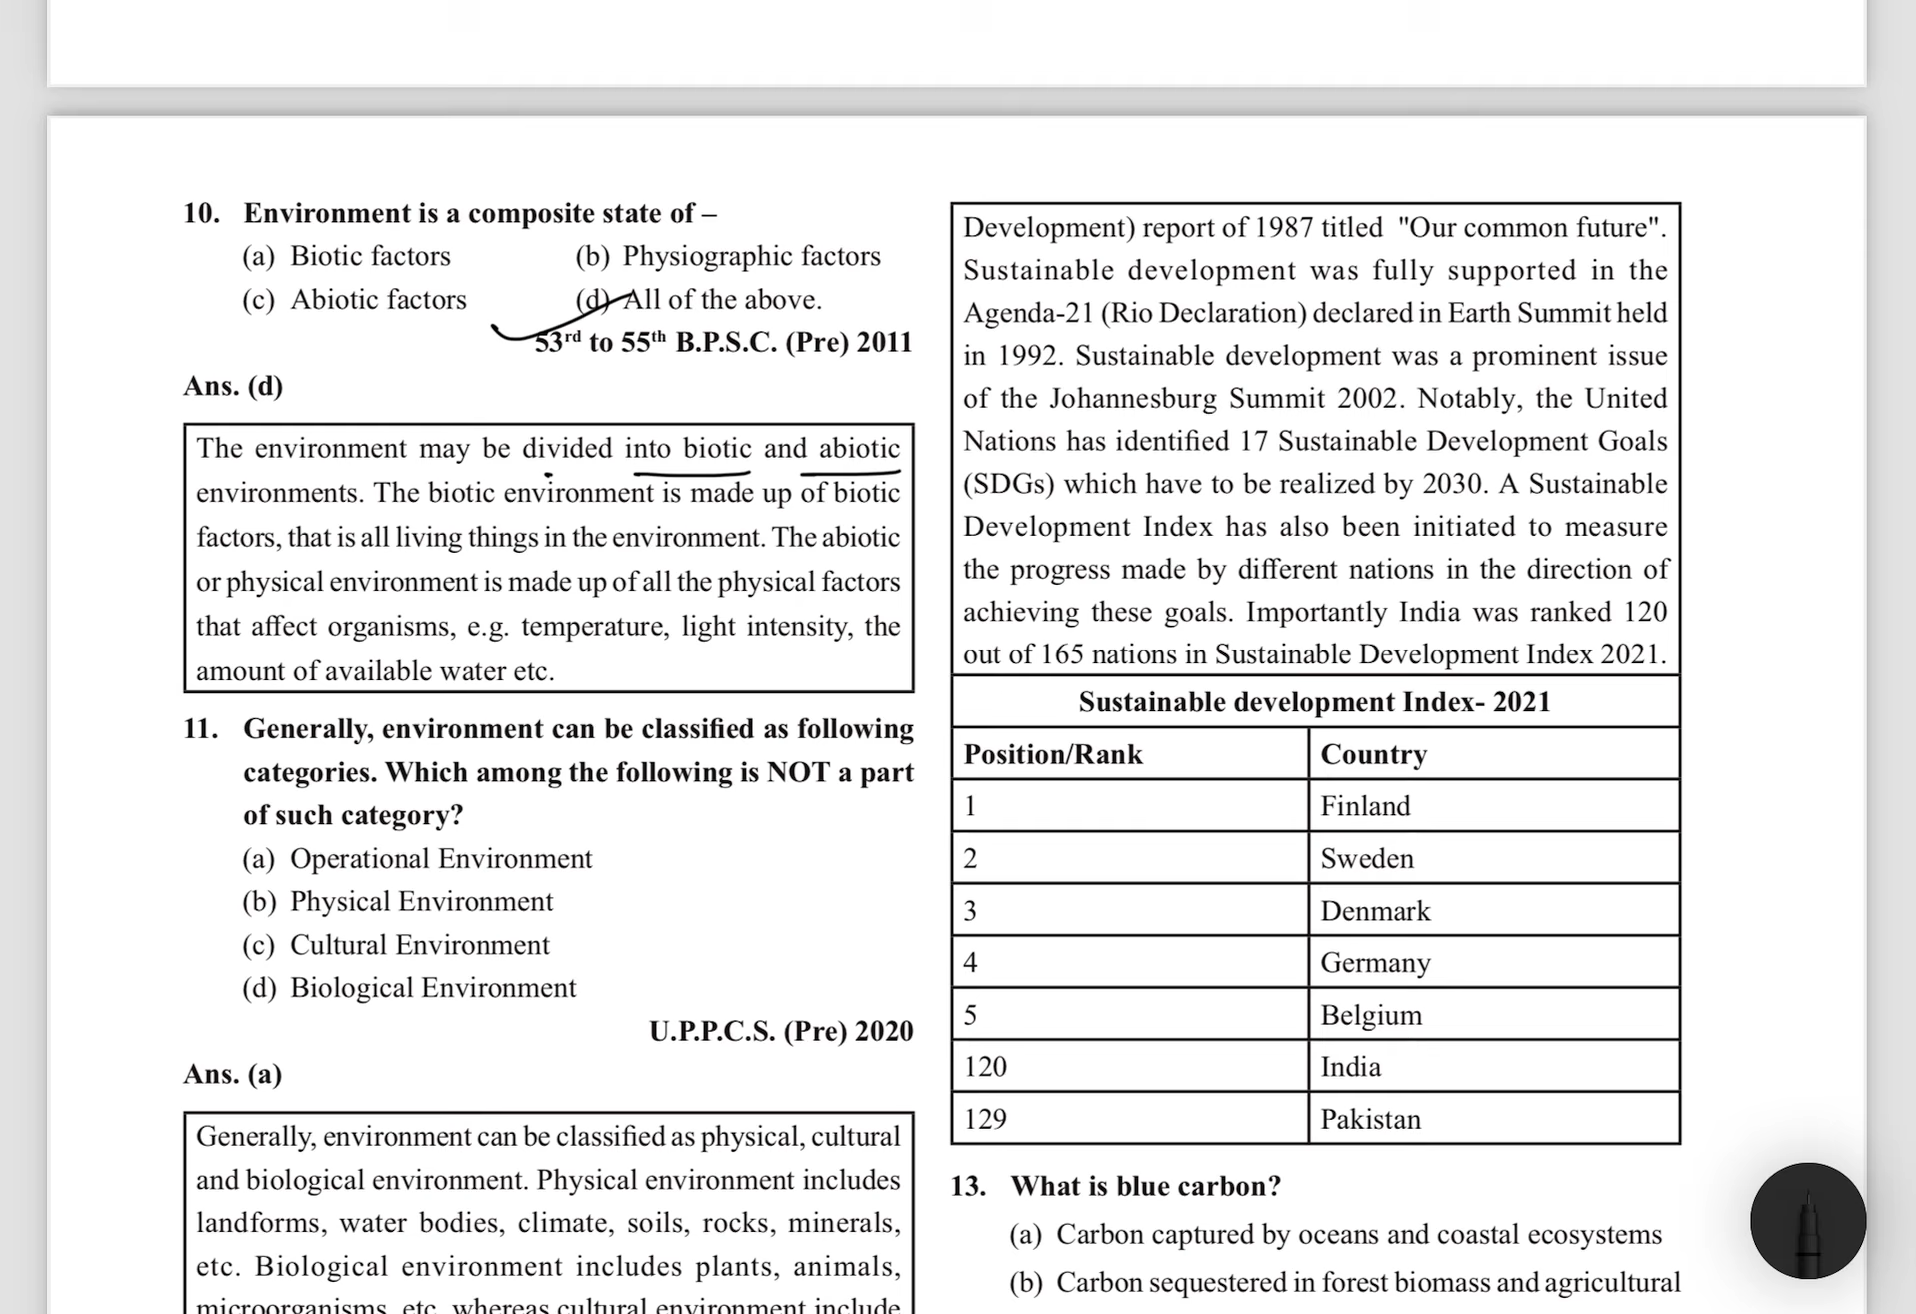 10. Environment is a composite state of –
(a) Biotic factors (b) Physiographic factors
(c) Abiotic factors (d) All of the above.
53rd to 55th B.P.S.C. (Pre) 2011
Ans. (d)
The environment may be divided into biotic and abiotic
environments. The biotic environment is made up of biotic
factors, that is all living things in the environment. The abiotic
or physical environment is made up of all the physical factors
that affect organisms, e.g. temperature, light intensity, the
amount of available water etc.
11. Generally, environment can be classified as following
categories. Which among the following is NOT a part
of such category?
(a) Operational Environment
(b) Physical Environment
(c) Cultural Environment
(d) Biological Environment
U.P.P.C.S. (Pre) 2020
Ans. (a)
Generally, environment can be classified as physical, cultural
and biological environment. Physical environment includes
landforms, water bodies, climate, soils, rocks, minerals,
etc. Biological environment includes plants, animals,
microorganisms, etc. whereas cultural environment include
Development) report of 1987 titled "Our common future".
Sustainable development was fully supported in the
Agenda-21 (Rio Declaration) declared in Earth Summit held
in 1992. Sustainable development was a prominent issue
of the Johannesburg Summit 2002. Notably, the United
Nations has identified 17 Sustainable Development Goals
(SDGs) which have to be realized by 2030. A Sustainable
Development Index has also been initiated to measure
the progress made by different nations in the direction of
achieving these goals. Importantly India was ranked 120
out of 165 nations in Sustainable Development Index 2021.
Sustainable development Index- 2021
Position/Rank Country
1 Finland
2 Sweden
3 Denmark
4 Germany
5 Belgium
120 India
129 Pakistan
13. What is blue carbon?
(a) Carbon captured by oceans and coastal ecosystems
(b) Carbon sequestered in forest biomass and agricultural